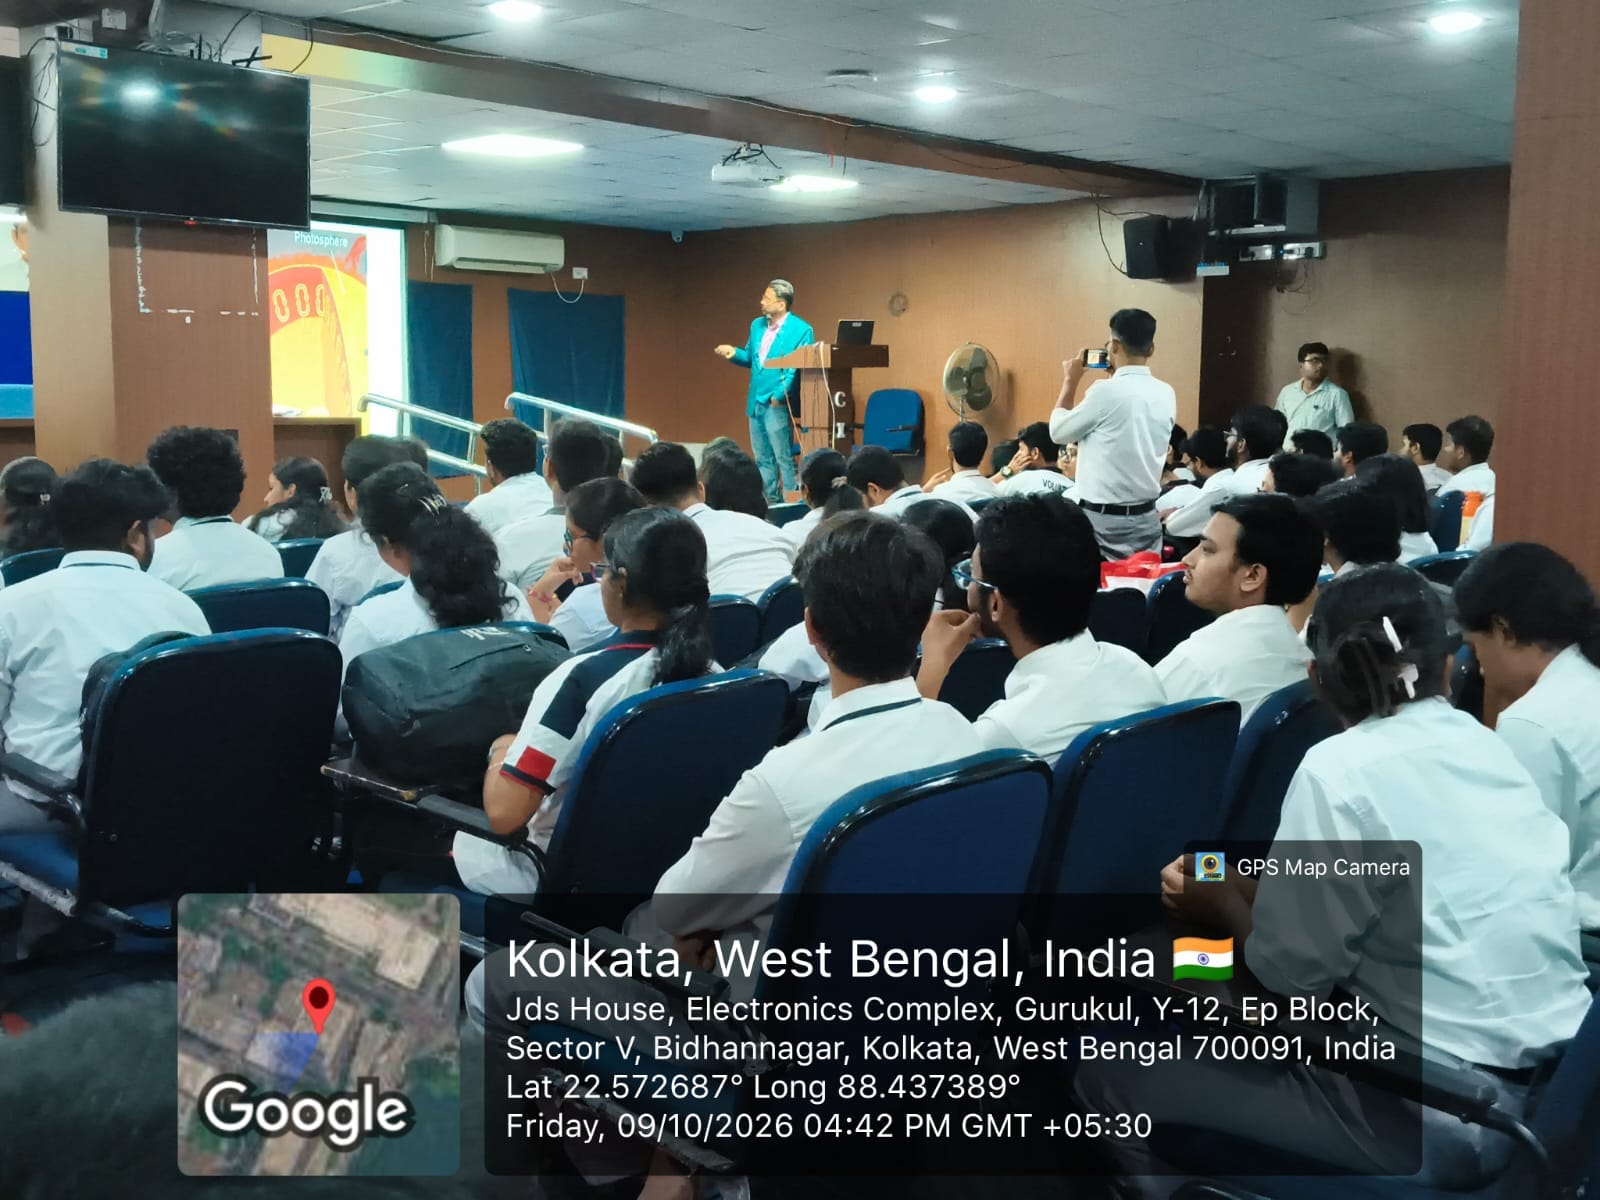 Photosphere
C
I
VOLU
GPS Map Camera
Kolkata, West Bengal, India
Jds House, Electronics Complex, Gurukul, Y-12, Ep Block,
Sector V, Bidhannagar, Kolkata, West Bengal 700091, India
Lat 22.572687° Long 88.437389°
Friday, 09/10/2026 04:42 PM GMT +05:30
Google